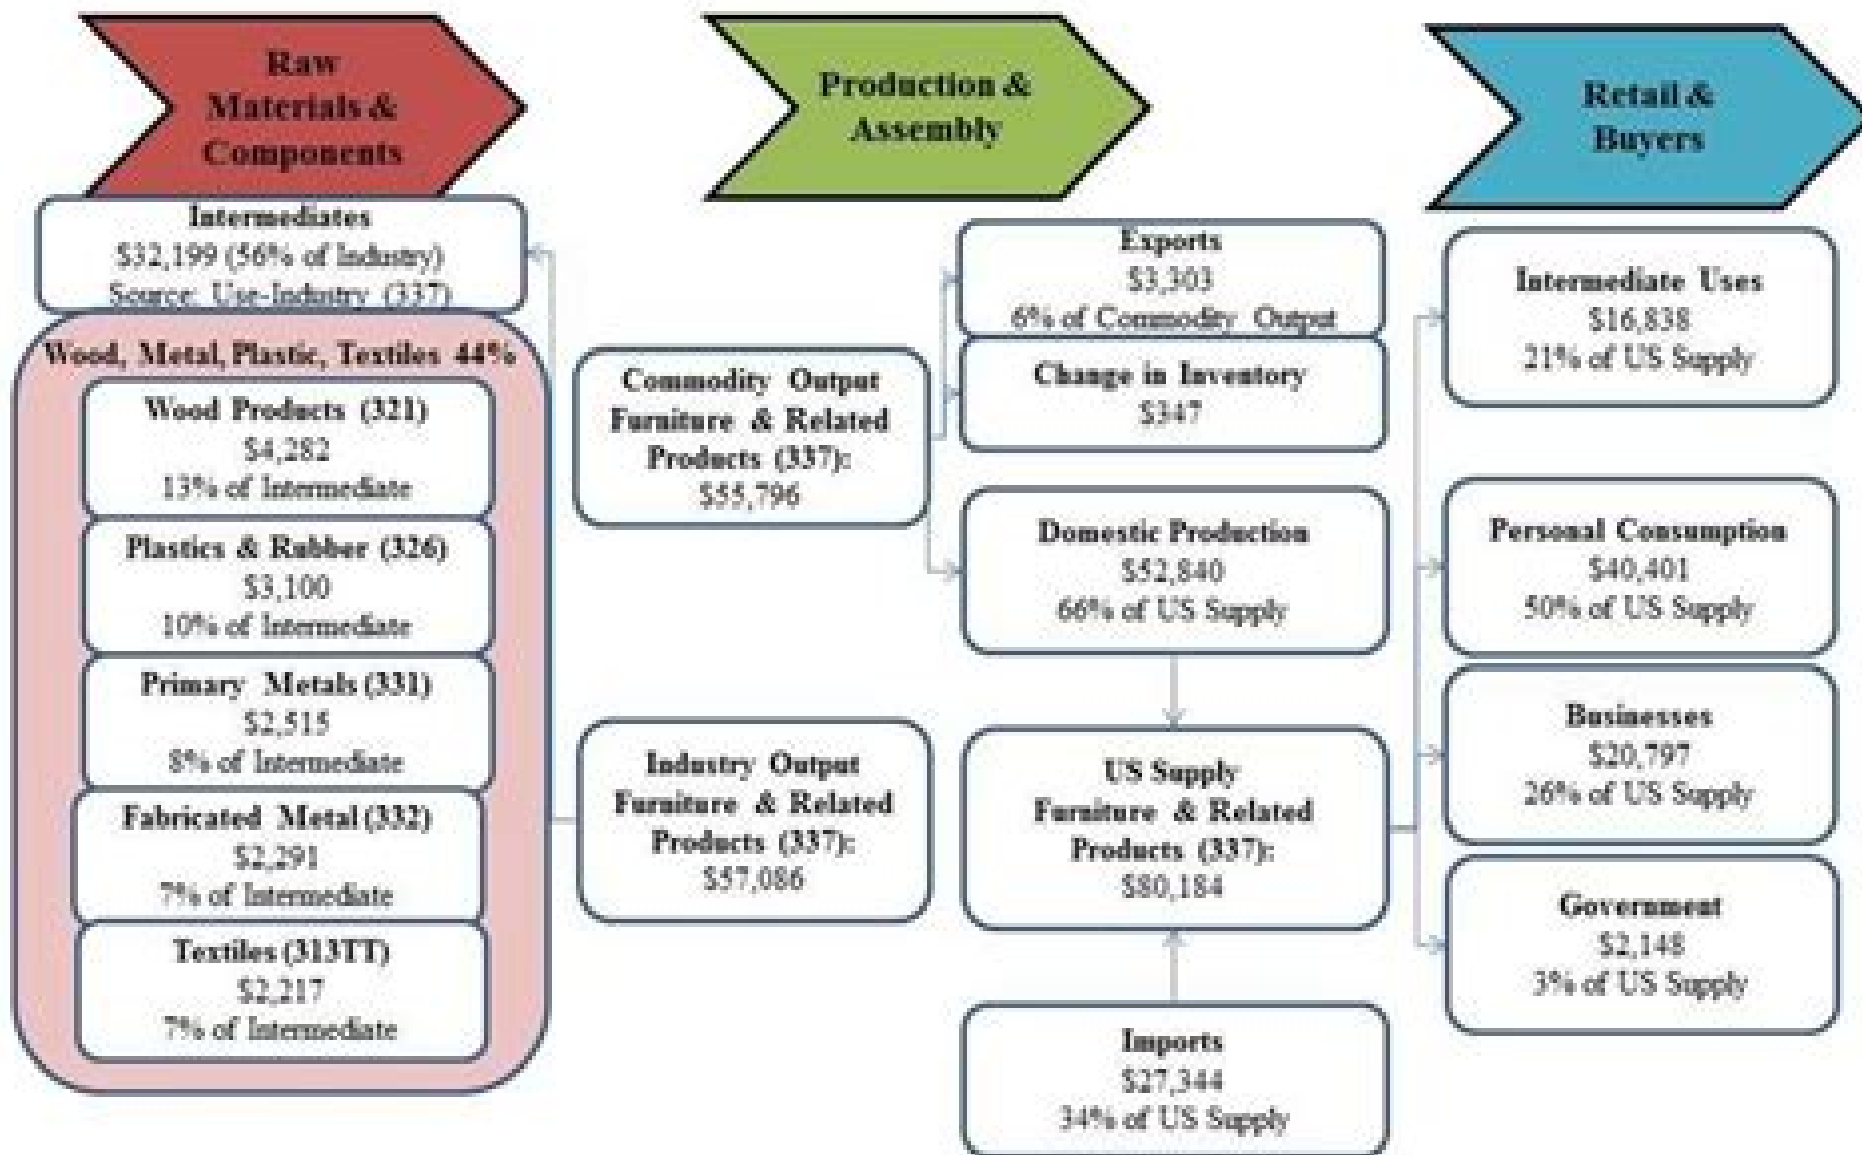 Raw
Materials &
Components
Intermediates
$32,199 (56% of Industry)
Source: Use-Industry (337)
Wood, Metal, Plastic, Textiles 44%
Wood Products (321)
$4,282
13% of Intermediate
Plastics & Rubber (326)
$3,100
10% of Intermediate
Primary Metals (331)
$2,515
8% of Intermediate
Fabricated Metal (332)
$2,291
7% of Intermediate
Textiles (313TT)
$2,217
7% of Intermediate
Production &
Assembly
Commodity Output
Furniture & Related
Products (337):
$55,796
Industry Output
Furniture & Related
Products (337):
$57,086
Exports
$3,303
6% of Commodity Output
Change in Inventory
$347
Domestic Production
$52,840
66% of US Supply
US Supply
Furniture & Related
Products (337):
$80,184
Imports
$27,344
34% of US Supply
Retail &
Buyers
Intermediate Uses
$16,838
21% of US Supply
Personal Consumption
$40,401
50% of US Supply
Businesses
$20,797
26% of US Supply
Government
$2,148
3% of US Supply